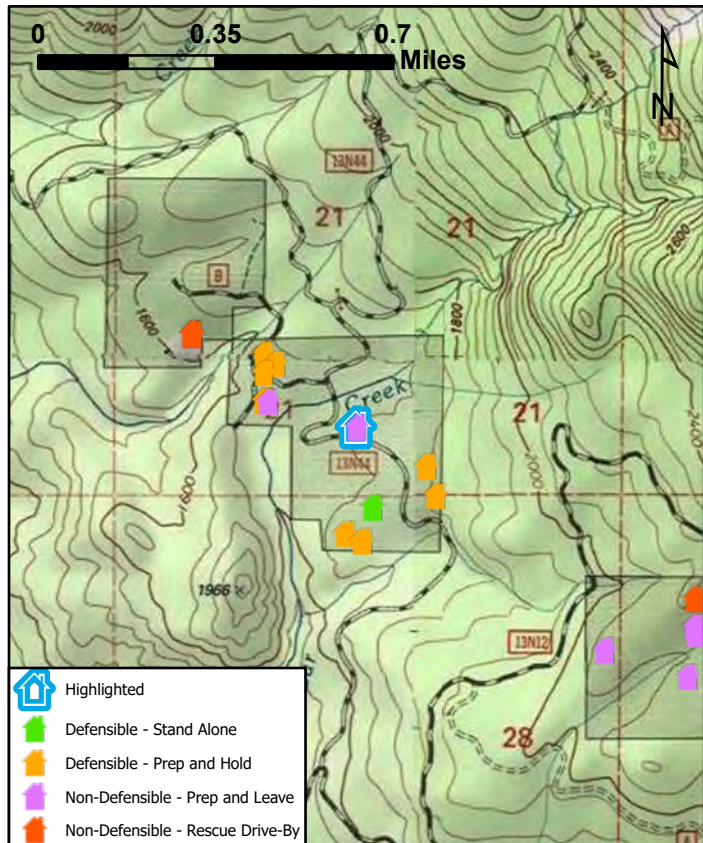 0 0.35 0.7
Miles
N
2000
Creek
2400
A
2000
13N44
21
21
2600
B
1600
1800
Creek
21
2400
2000
1600
13N44
1966
13N12
28
A
Highlighted
Defensible - Stand Alone
Defensible - Prep and Hold
Non-Defensible - Prep and Leave
Non-Defensible - Rescue Drive-By